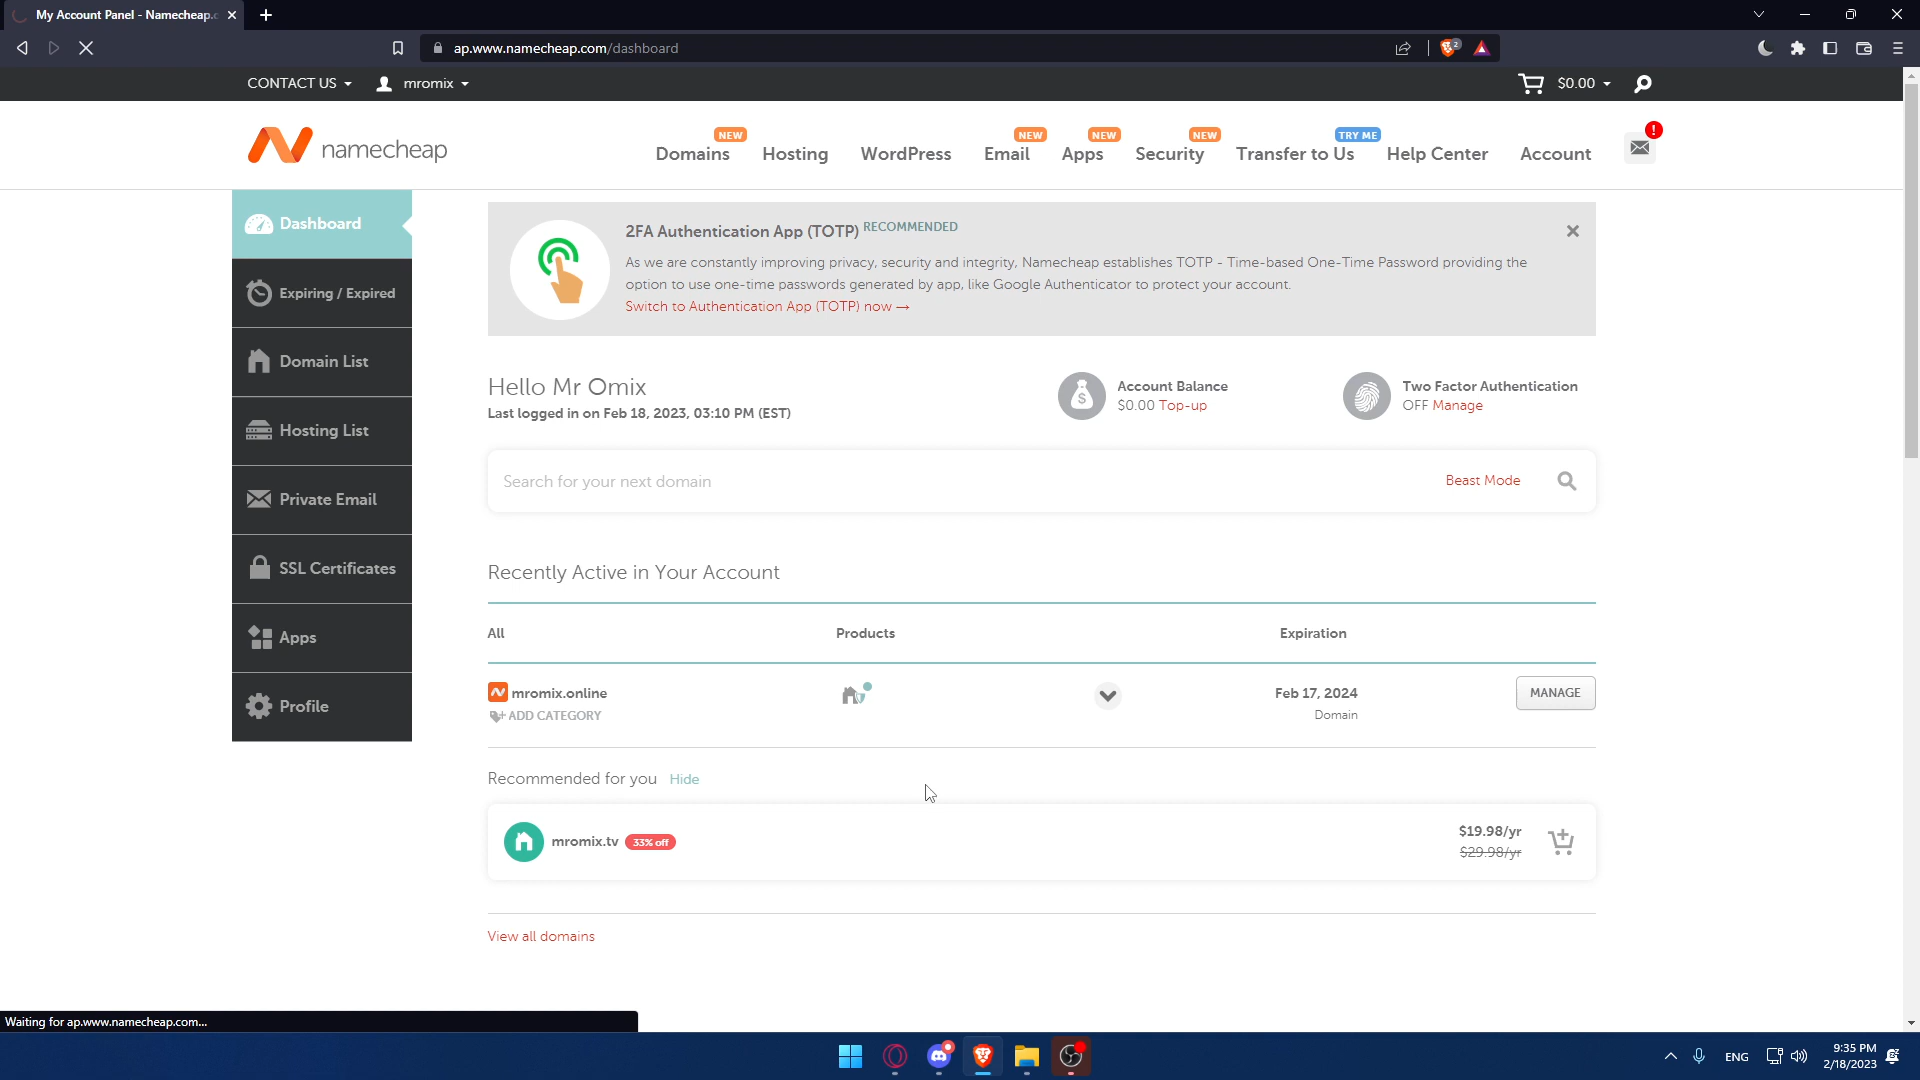 My Account Panel - Namecheap.c
ap.www.namecheap.com/dashboard
2
CONTACT US
mromix
$0.00
namecheap
NEW
NEW
NEW
NEW
TRY ME
!
Domains
Hosting
WordPress
Email
Apps
Security
Transfer to Us
Help Center
Account
Dashboard
Expiring / Expired
Domain List
Hosting List
Private Email
SSL Certificates
Apps
Profile
2FA Authentication App (TOTP) RECOMMENDED
As we are constantly improving privacy, security and integrity, Namecheap establishes TOTP - Time-based One-Time Password providing the
option to use one-time passwords generated by app, like Google Authenticator to protect your account.
Switch to Authentication App (TOTP) now →
Hello Mr Omix
Last logged in on Feb 18, 2023, 03:10 PM (EST)
$
Account Balance
$0.00 Top-up
Two Factor Authentication
OFF Manage
Search for your next domain
Beast Mode
Recently Active in Your Account
All
Products
Expiration
mromix.online
ADD CATEGORY
Feb 17, 2024
Domain
MANAGE
Recommended for you Hide
mromix.tv 33% off
$19.98/yr
$29.98/yr
View all domains
Waiting for ap.www.namecheap.com...
ENG
9:35 PM
2/18/2023